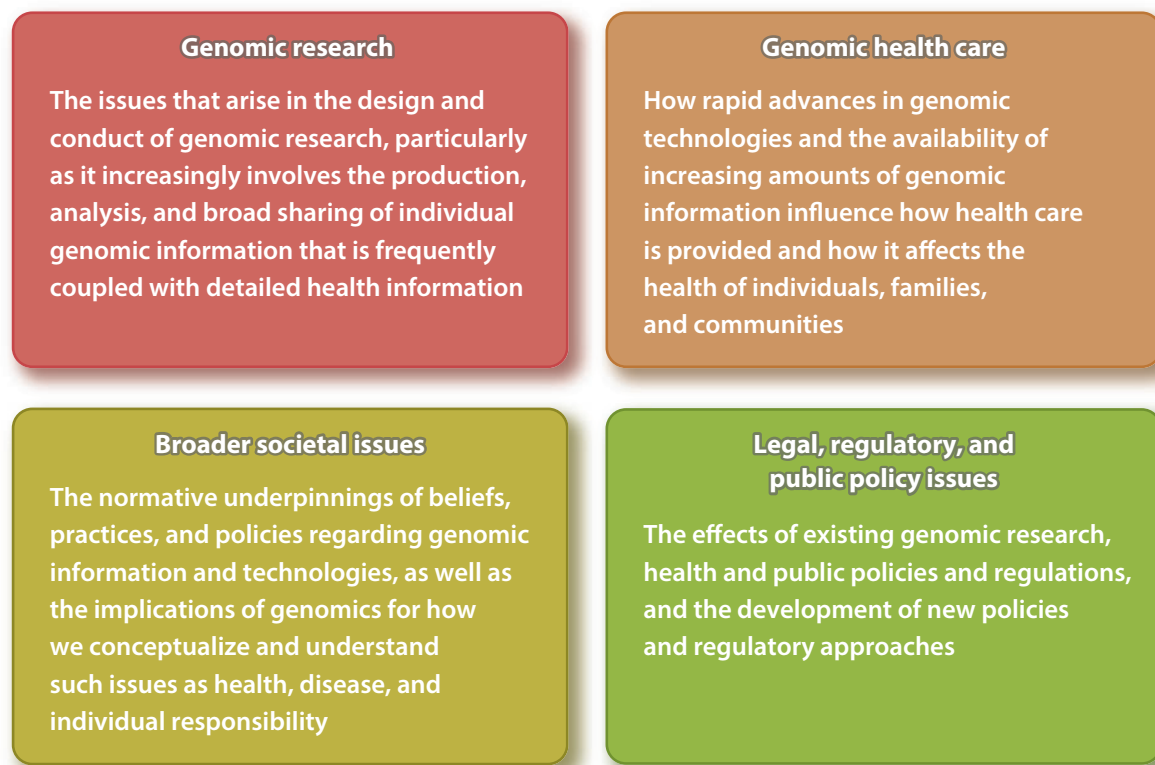 Genomic research
The issues that arise in the design and
conduct of genomic research, particularly
as it increasingly involves the production,
analysis, and broad sharing of individual
genomic information that is frequently
coupled with detailed health information
Genomic health care
How rapid advances in genomic
technologies and the availability of
increasing amounts of genomic
information influence how health care
is provided and how it affects the
health of individuals, families,
and communities
Broader societal issues
The normative underpinnings of beliefs,
practices, and policies regarding genomic
information and technologies, as well as
the implications of genomics for how
we conceptualize and understand
such issues as health, disease, and
individual responsibility
Legal, regulatory, and
public policy issues
The effects of existing genomic research,
health and public policies and regulations,
and the development of new policies
and regulatory approaches